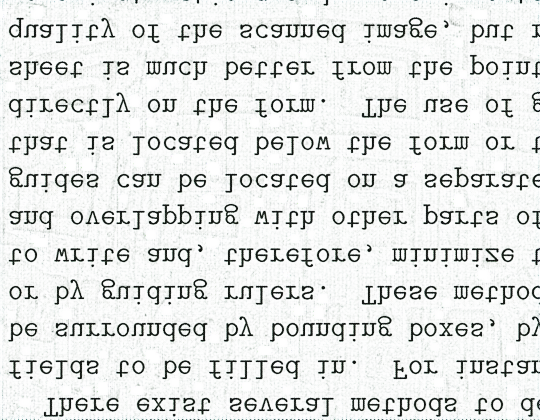 There exist several methods to de
fields to be filled in. For instan
be surrounded by bounding boxes, by
or by guiding rulers. These method
to write and, therefore, minimize t
and overlapping with other parts of
guides can be located on a separate
that is located below the form or t
directly on the form. The use of g
sheet is much better from the point
quality of the scanned image, but r